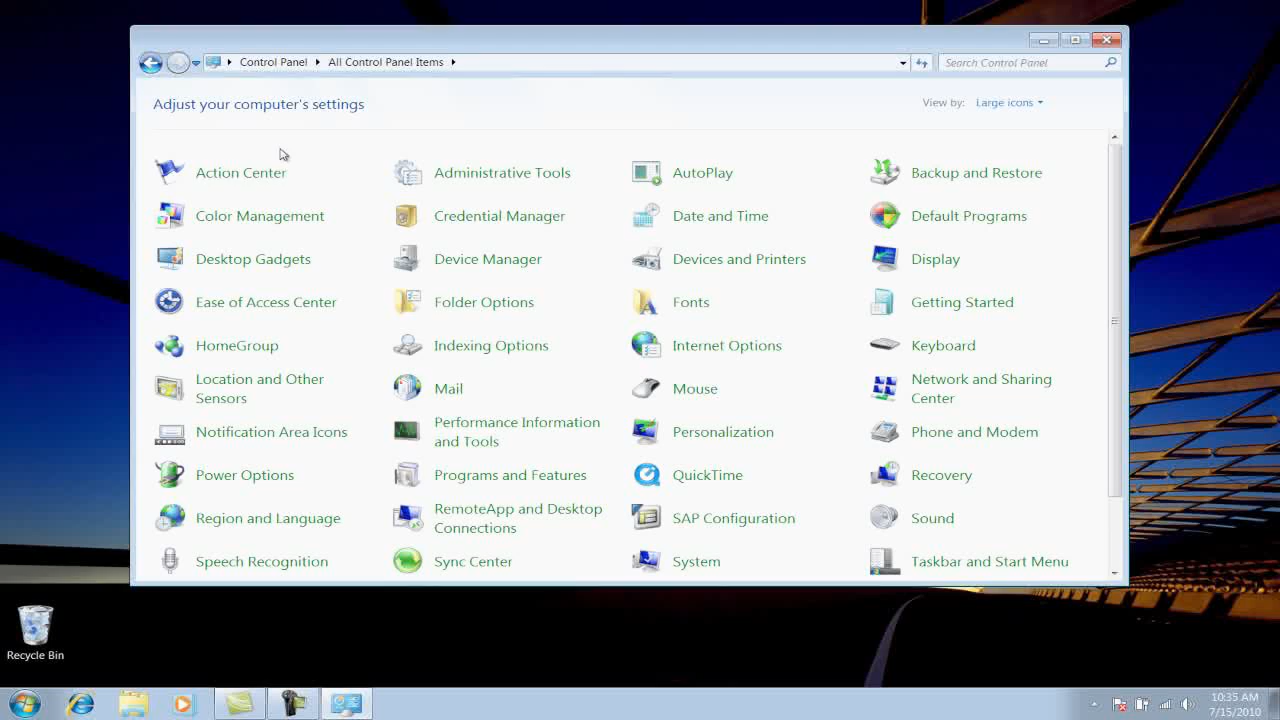 Control Panel All Control Panel Items
Search Control Panel
Adjust your computer's settings
View by: Large icons
Action Center
Administrative Tools
AutoPlay
Backup and Restore
Color Management
Credential Manager
Date and Time
Default Programs
Desktop Gadgets
Device Manager
Devices and Printers
Display
Ease of Access Center
Folder Options
Fonts
Getting Started
HomeGroup
Indexing Options
Internet Options
Keyboard
Location and Other
Sensors
Mail
Mouse
Network and Sharing
Center
Notification Area Icons
Performance Information
and Tools
Personalization
Phone and Modem
Power Options
Programs and Features
QuickTime
Recovery
Region and Language
RemoteApp and Desktop
Connections
SAP Configuration
Sound
Speech Recognition
Sync Center
System
Taskbar and Start Menu
Recycle Bin
10:35 AM
7/15/2010